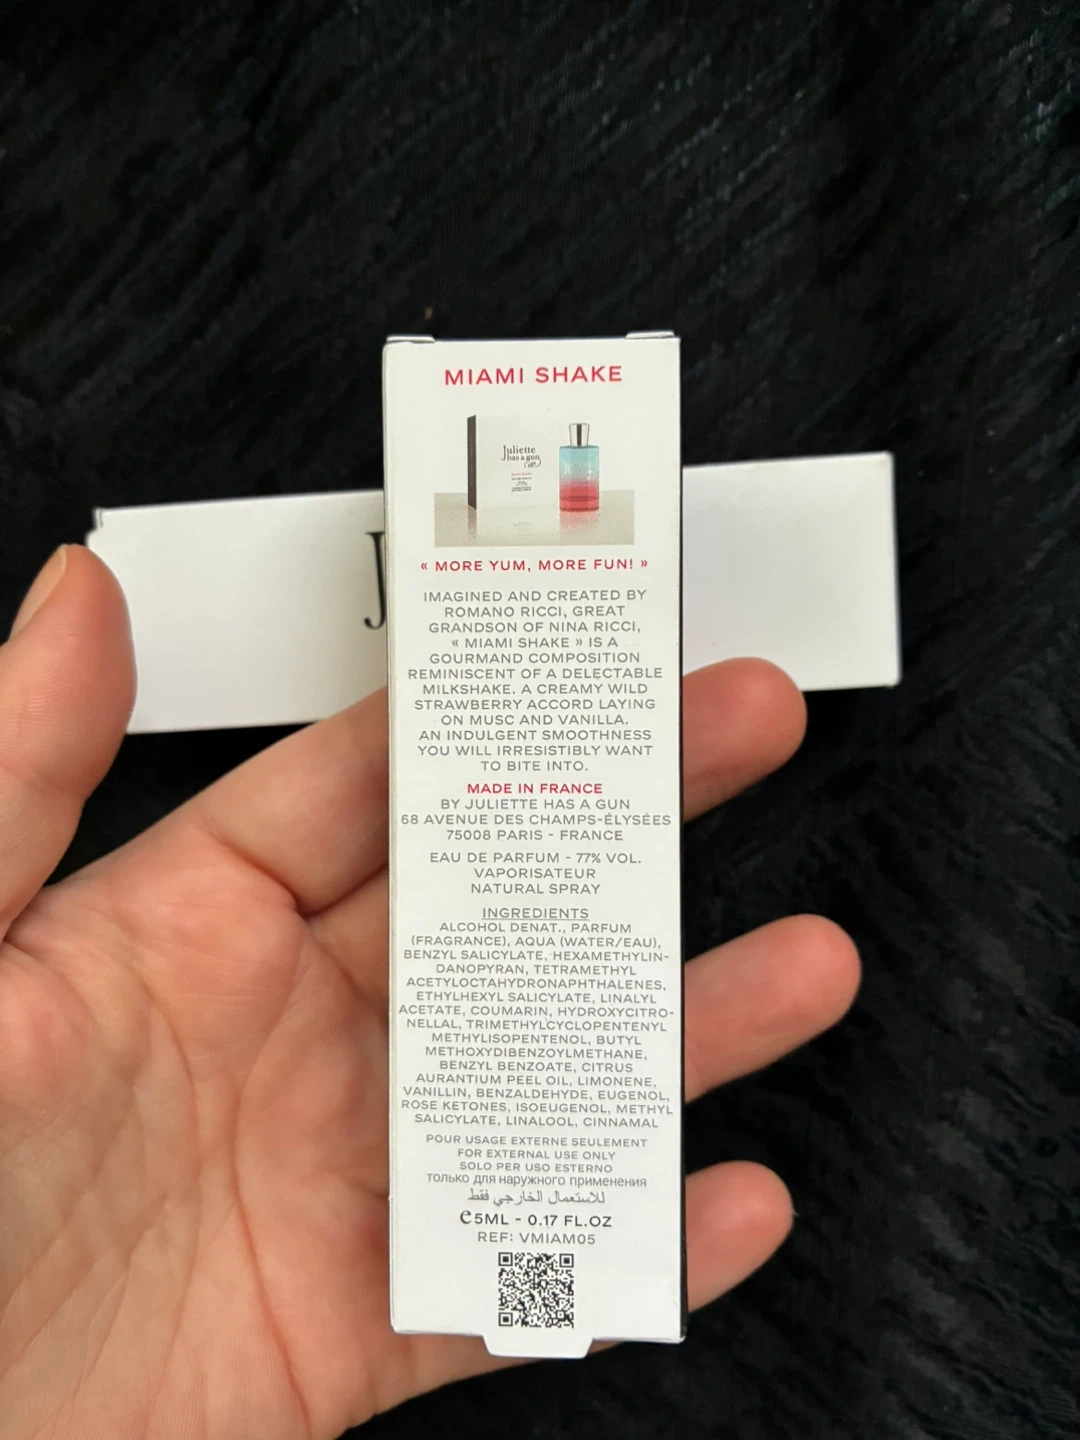 MIAMI SHAKE
Juliette
has a gun
« MORE YUM, MORE FUN! »
IMAGINED AND CREATED BY
ROMANO RICCI, GREAT
GRANDSON OF NINA RICCI,
« MIAMI SHAKE » IS A
GOURMAND COMPOSITION
REMINISCENT OF A DELECTABLE
MILKSHAKE. A CREAMY WILD
STRAWBERRY ACCORD LAYING
ON MUSC AND VANILLA.
AN INDULGENT SMOOTHNESS
YOU WILL IRRESISTIBLY WANT
TO BITE INTO.
MADE IN FRANCE
BY JULIETTE HAS A GUN
68 AVENUE DES CHAMPS-ÉLYSÉES
75008 PARIS - FRANCE
EAU DE PARFUM - 77% VOL.
VAPORISATEUR
NATURAL SPRAY
INGREDIENTS
ALCOHOL DENAT., PARFUM
(FRAGRANCE), AQUA (WATER/EAU),
BENZYL SALICYLATE, HEXAMETHYLIN-
DANOPYRAN, TETRAMETHYL
ACETYLOCTAHYDRONAPHTHALENES,
ETHYLHEXYL SALICYLATE, LINALYL
ACETATE, COUMARIN, HYDROXYCITRO-
NELLAL, TRIMETHYLCYCLOPENTENYL
METHYLISOPENTENOL, BUTYL
METHOXYDIBENZOYLMETHANE,
BENZYL BENZOATE, CITRUS
AURANTIUM PEEL OIL, LIMONENE,
VANILLIN, BENZALDEHYDE, EUGENOL,
ROSE KETONES, ISOEUGENOL, METHYL
SALICYLATE, LINALOOL, CINNAMAL
POUR USAGE EXTERNE SEULEMENT
FOR EXTERNAL USE ONLY
SOLO PER USO ESTERNO
только для наружного применения
للاستعمال الخارجي فقط
℮5ML - 0.17 FL.OZ
REF: VMIAM05
J